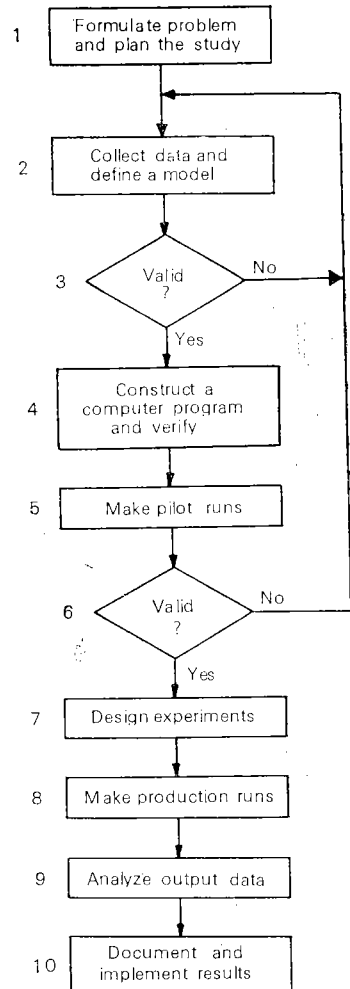 1
Formulate problem
and plan the study
2
Collect data and
define a model
3
Valid
?
No
Yes
4
Construct a
computer program
and verify
5
Make pilot runs
6
Valid
?
No
Yes
7
Design experiments
8
Make production runs
9
Analyze output data
10
Document and
implement results